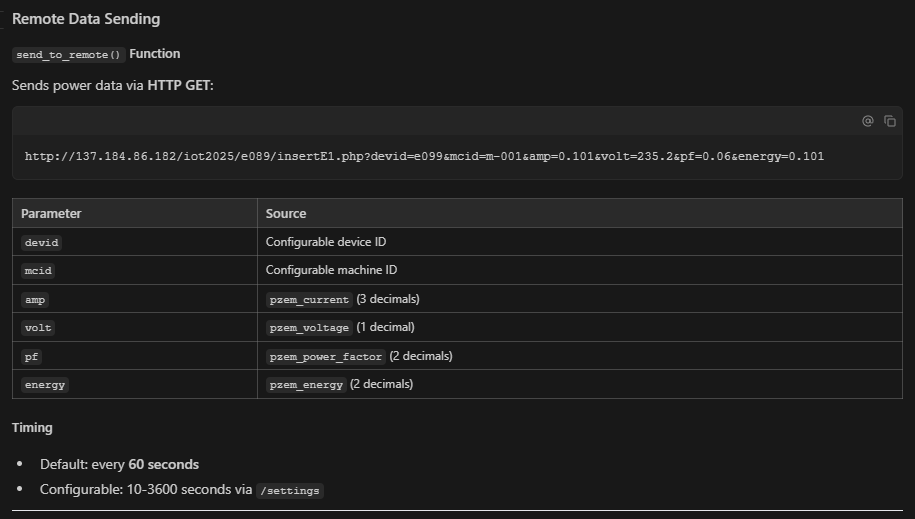 Remote Data Sending
send_to_remote() Function
Sends power data via HTTP GET:
http://137.184.86.182/iot2025/e089/insertE1.php?devid=e099&mcid=m-001&amp=0.101&volt=235.2&pf=0.06&energy=0.101
Parameter Source
devid Configurable device ID
mcid Configurable machine ID
amp pzem_current (3 decimals)
volt pzem_voltage (1 decimal)
pf pzem_power_factor (2 decimals)
energy pzem_energy (2 decimals)
Timing
• Default: every 60 seconds
• Configurable: 10-3600 seconds via /settings